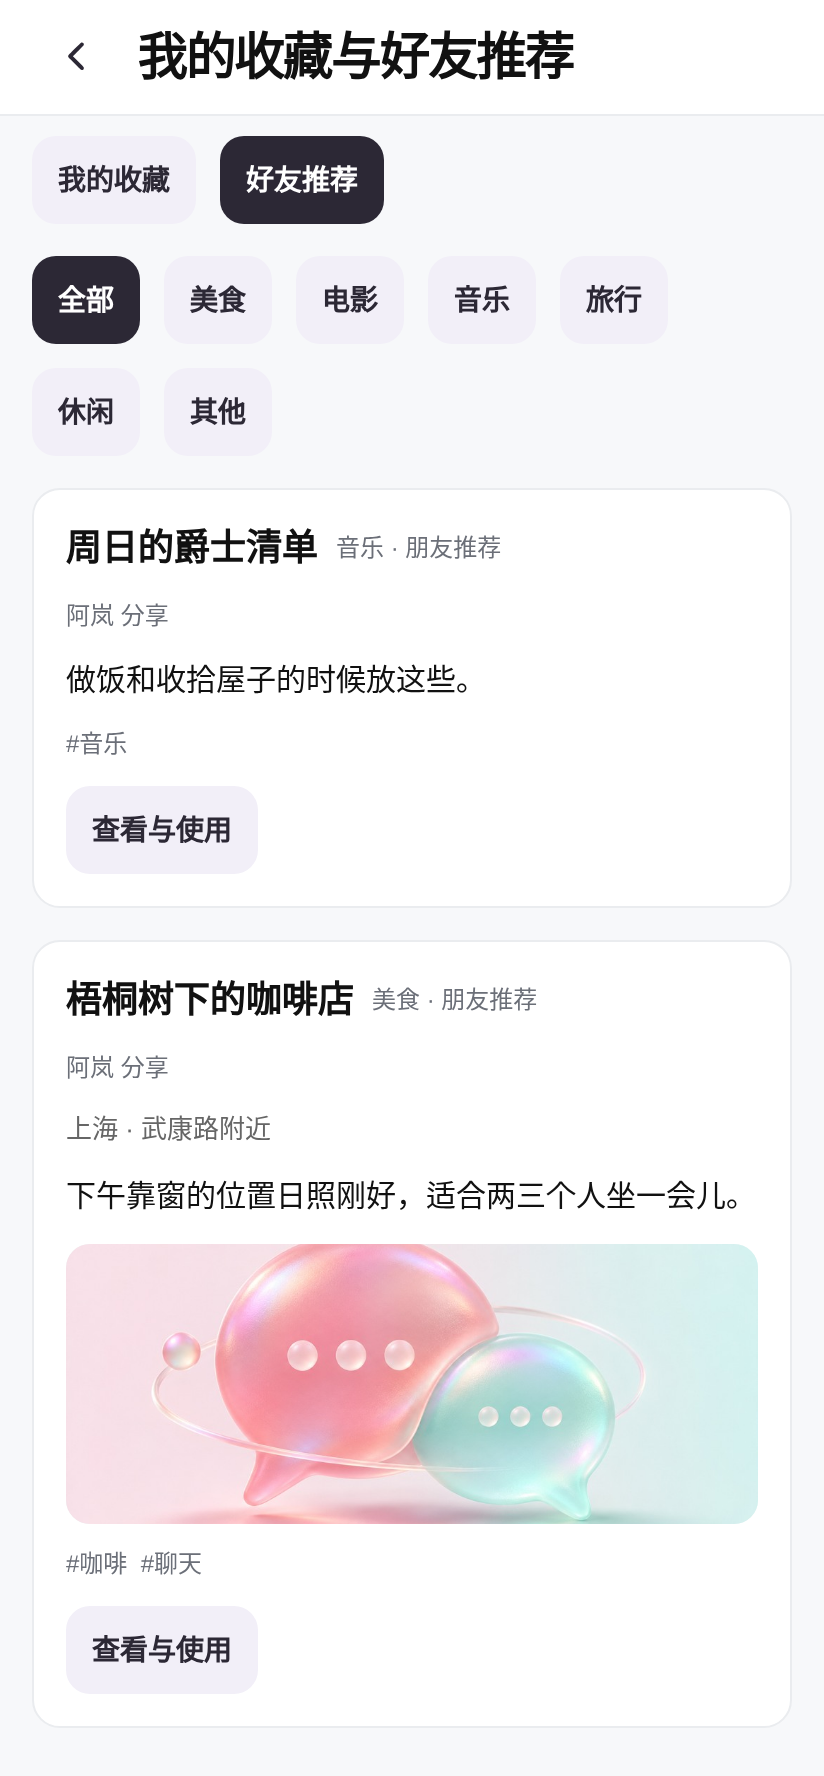 我的收藏与好友推荐
我的收藏 好友推荐
全部 美食 电影 音乐 旅行
休闲 其他
周日的爵士清单 音乐 · 朋友推荐
阿岚 分享
做饭和收拾屋子的时候放这些。
#音乐
查看与使用
梧桐树下的咖啡店 美食 · 朋友推荐
阿岚 分享
上海 · 武康路附近
下午靠窗的位置日照刚好，适合两三个人坐一会儿。
#咖啡 #聊天
查看与使用